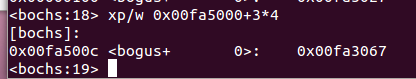 <bochs:18> xp/w 0x00fa5000+3*4
[bochs]:
0x00fa500c <bogus+       0>:    0x00fa3067
<bochs:19>